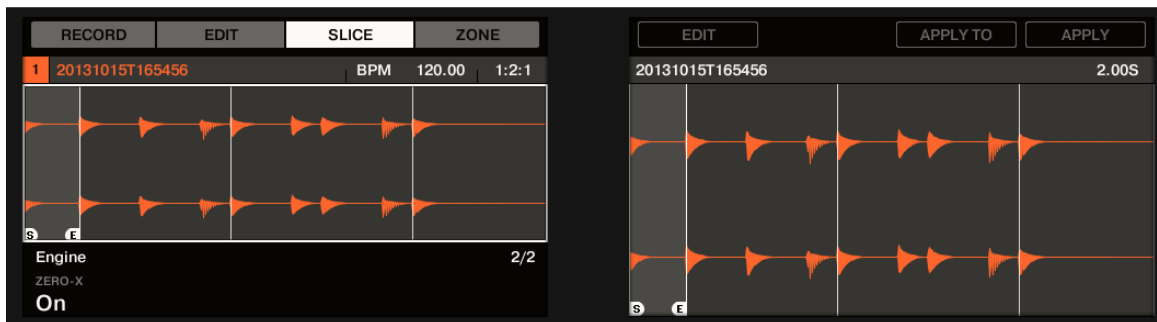 RECORD EDIT SLICE ZONE
1 20131015T165456 BPM 120.00 1:2:1
S E
Engine 2/2
ZERO-X
On
EDIT APPLY TO APPLY
20131015T165456 2.00S
S E